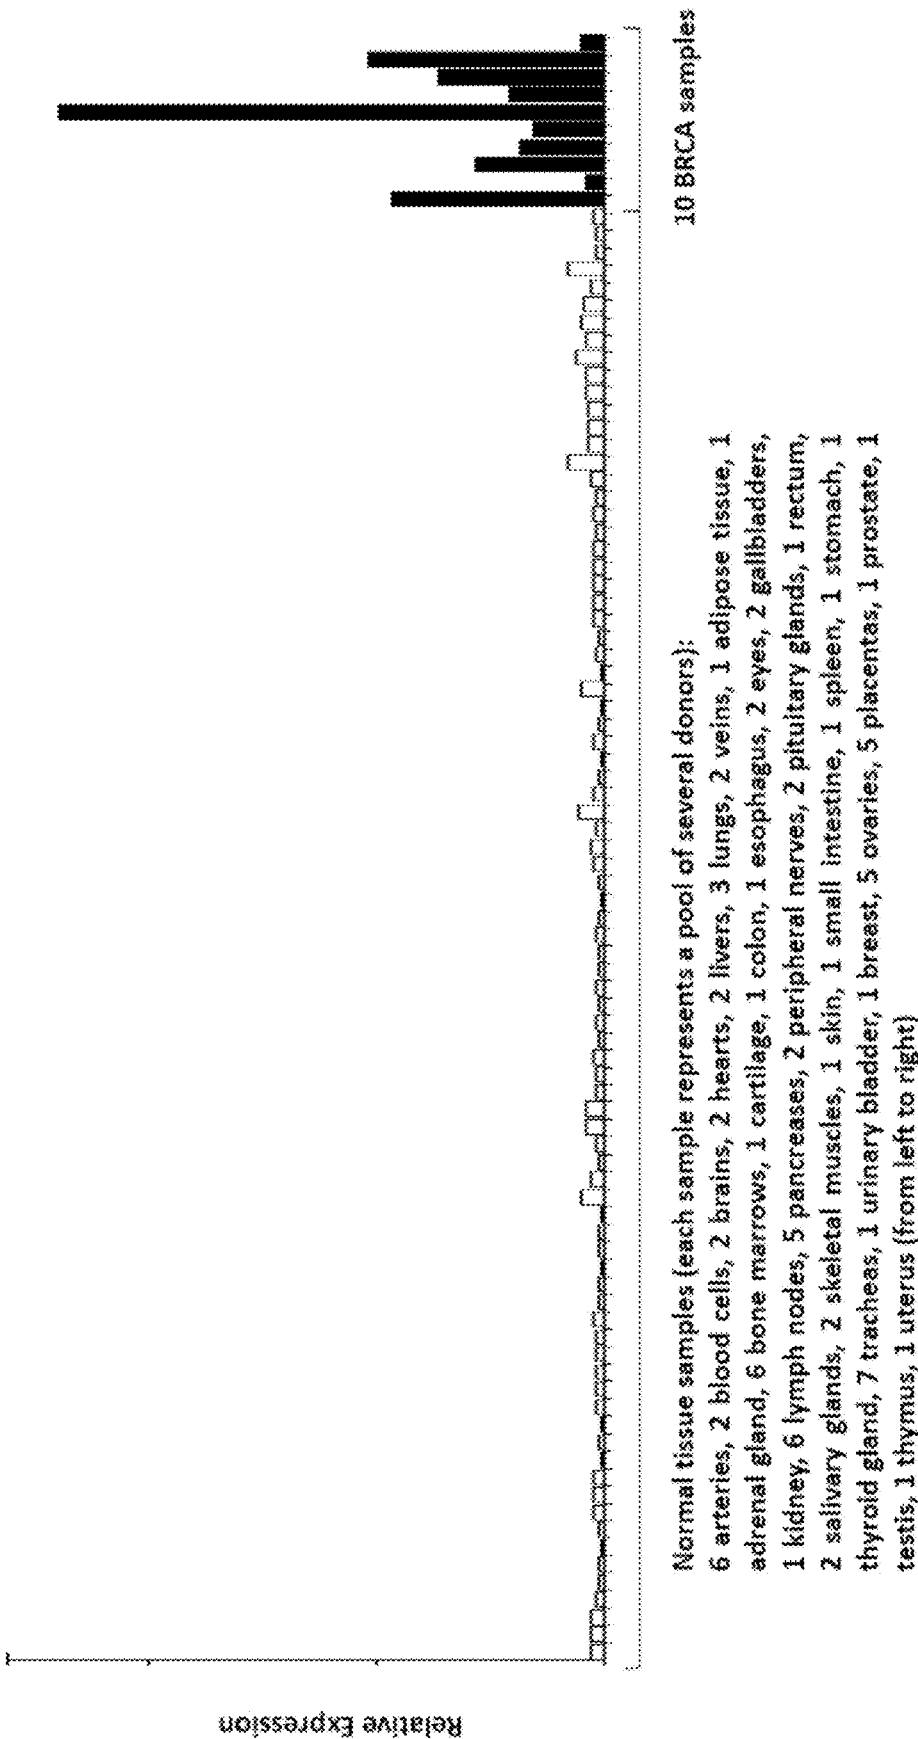 Relative Expression
10 BRCA samples
Normal tissue samples (each sample represents a pool of several donors):
6 arteries, 2 blood cells, 2 brains, 2 hearts, 2 livers, 3 lungs, 2 veins, 1 adipose tissue, 1
adrenal gland, 6 bone marrows, 1 cartilage, 1 colon, 1 esophagus, 2 eyes, 2 gallbladders,
1 kidney, 6 lymph nodes, 5 pancreases, 2 peripheral nerves, 2 pituitary glands, 1 rectum,
2 salivary glands, 2 skeletal muscles, 1 skin, 1 small intestine, 1 spleen, 1 stomach, 1
thyroid gland, 7 tracheas, 1 urinary bladder, 1 breast, 5 ovaries, 5 placentas, 1 prostate, 1
testis, 1 thymus, 1 uterus (from left to right)